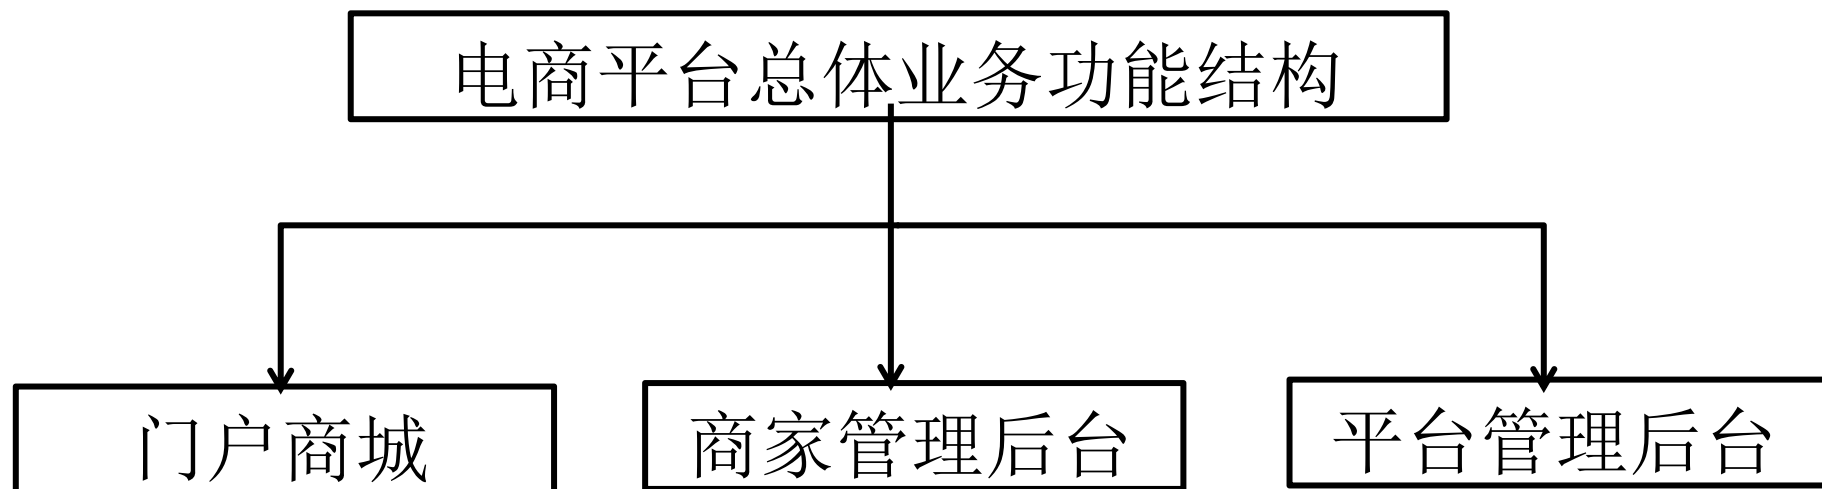 电商平台总体业务功能结构
门户商城
商家管理后台
平台管理后台